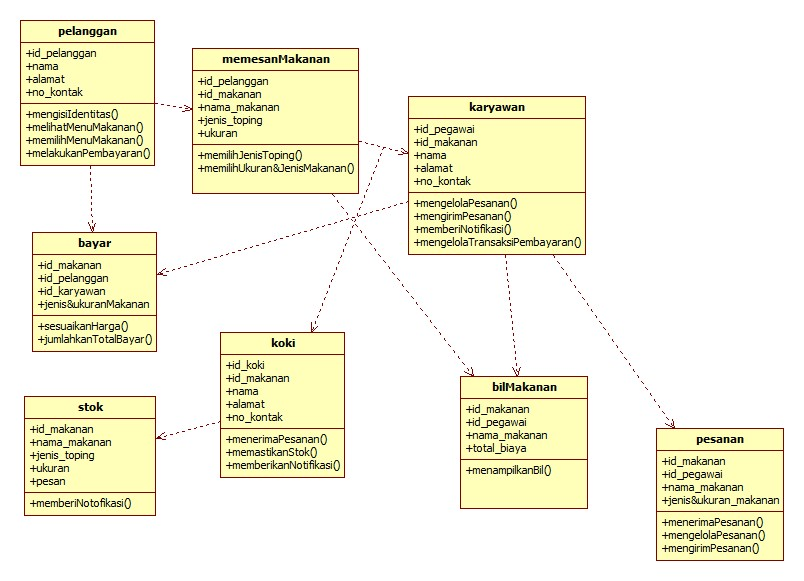 pelanggan
+id_pelanggan
+nama
+alamat
+no_kontak
+mengisiIdentitas()
+melihatMenuMakanan()
+memilihMenuMakanan()
+melakukanPembayaran()
memesanMakanan
+id_pelanggan
+id_makanan
+nama_makanan
+jenis_toping
+ukuran
+memilihJenisToping()
+memilihUkuran&JenisMakanan()
karyawan
+id_pegawai
+id_makanan
+nama
+alamat
+no_kontak
+mengelolaPesanan()
+mengirimPesanan()
+memberiNotifikasi()
+mengelolaTransaksiPembayaran()
bayar
+id_makanan
+id_pelanggan
+id_karyawan
+jenis&ukuranMakanan
+sesuaikanHarga()
+jumlahkanTotalBayar()
koki
+id_koki
+id_makanan
+nama
+alamat
+no_kontak
+menerimaPesanan()
+memastikanStok()
+memberikanNotifikasi()
bilMakanan
+id_makanan
+id_pegawai
+nama_makanan
+total_biaya
+menampilkanBil()
stok
+id_makanan
+nama_makanan
+jenis_toping
+ukuran
+pesan
+memberiNotofikasi()
pesanan
+id_makanan
+id_pegawai
+nama_makanan
+jenis&ukuran_makanan
+menerimaPesanan()
+mengelolaPesanan()
+mengirimPesanan()